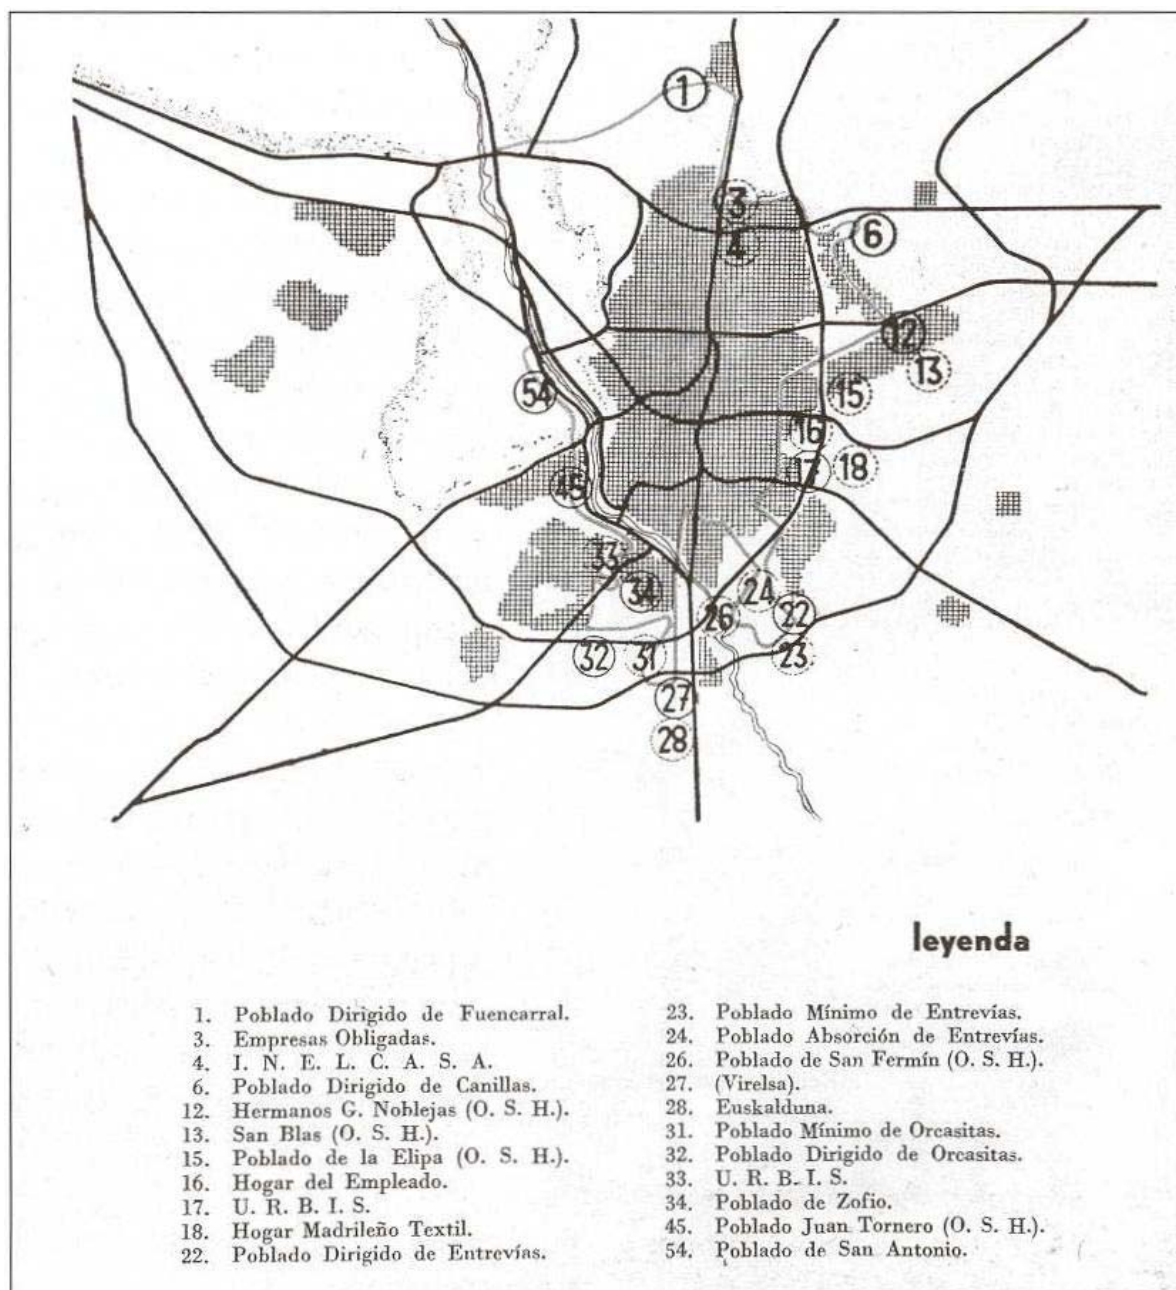 1
3
4
6
12
13
54
15
16
17
18
45
33
34
24
26
22
32
31
23
27
28
leyenda
1. Poblado Dirigido de Fuencarral.
3. Empresas Obligadas.
4. I. N. E. L. C. A. S. A.
6. Poblado Dirigido de Canillas.
12. Hermanos G. Noblejas (O. S. H.).
13. San Blas (O. S. H.).
15. Poblado de la Elipa (O. S. H.).
16. Hogar del Empleado.
17. U. R. B. I. S.
18. Hogar Madrileño Textil.
22. Poblado Dirigido de Entrevías.
23. Poblado Mínimo de Entrevías.
24. Poblado Absorción de Entrevías.
26. Poblado de San Fermín (O. S. H.).
27. (Virelsa).
28. Euskalduna.
31. Poblado Mínimo de Orcasitas.
32. Poblado Dirigido de Orcasitas.
33. U. R. B. I. S.
34. Poblado de Zofio.
45. Poblado Juan Tornero (O. S. H.).
54. Poblado de San Antonio.